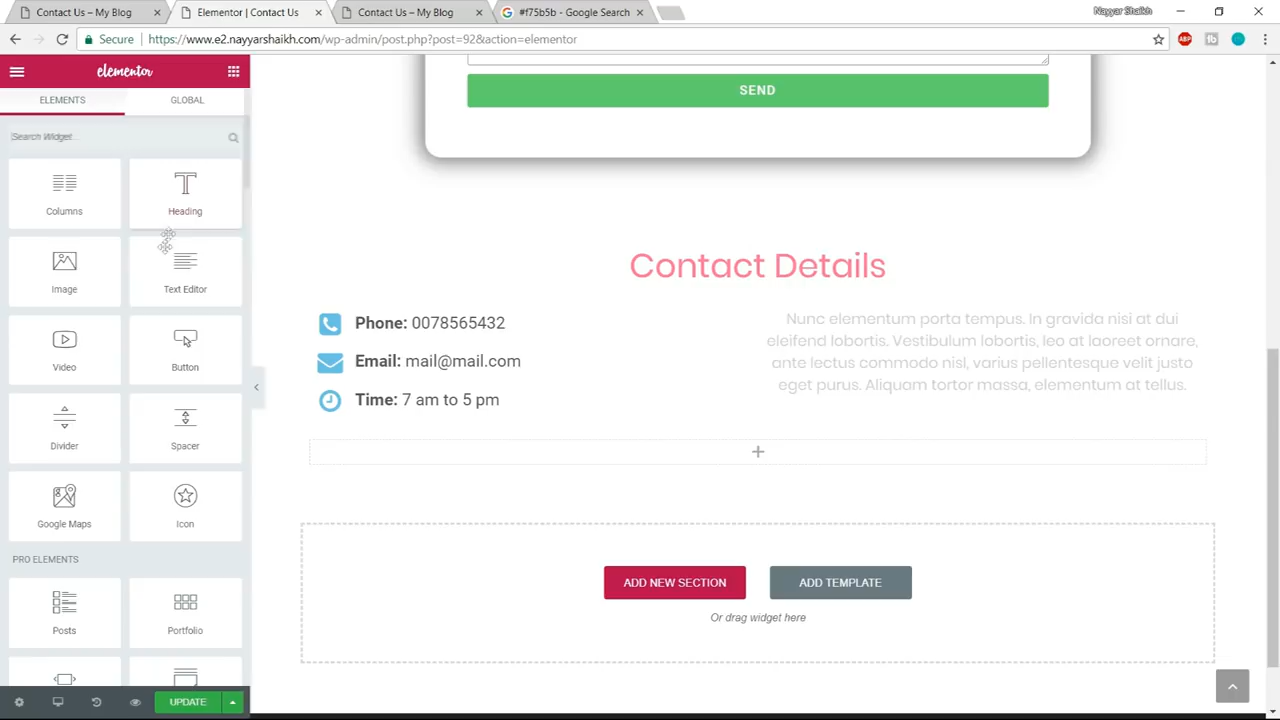 Contact Us – My Blog
Elementor | Contact Us
Contact Us – My Blog
#f75b5b - Google Search
Nayyar Shaikh
Secure
https://www.e2.nayyarshaikh.com/wp-admin/post.php?post=92&action=elementor
ABP
fb
elementor
ELEMENTS
GLOBAL
Search Widget...
Columns
Heading
Image
Text Editor
Video
Button
Divider
Spacer
Google Maps
Icon
PRO ELEMENTS
Posts
Portfolio
UPDATE
SEND
Contact Details
Phone: 0078565432
Email: mail@mail.com
Time: 7 am to 5 pm
Nunc elementum porta tempus. In gravida nisi at dui
eleifend lobortis. Vestibulum lobortis, leo at laoreet ornare,
ante lectus commodo nisl, varius pellentesque velit justo
eget purus. Aliquam tortor massa, elementum at tellus.
ADD NEW SECTION
ADD TEMPLATE
Or drag widget here